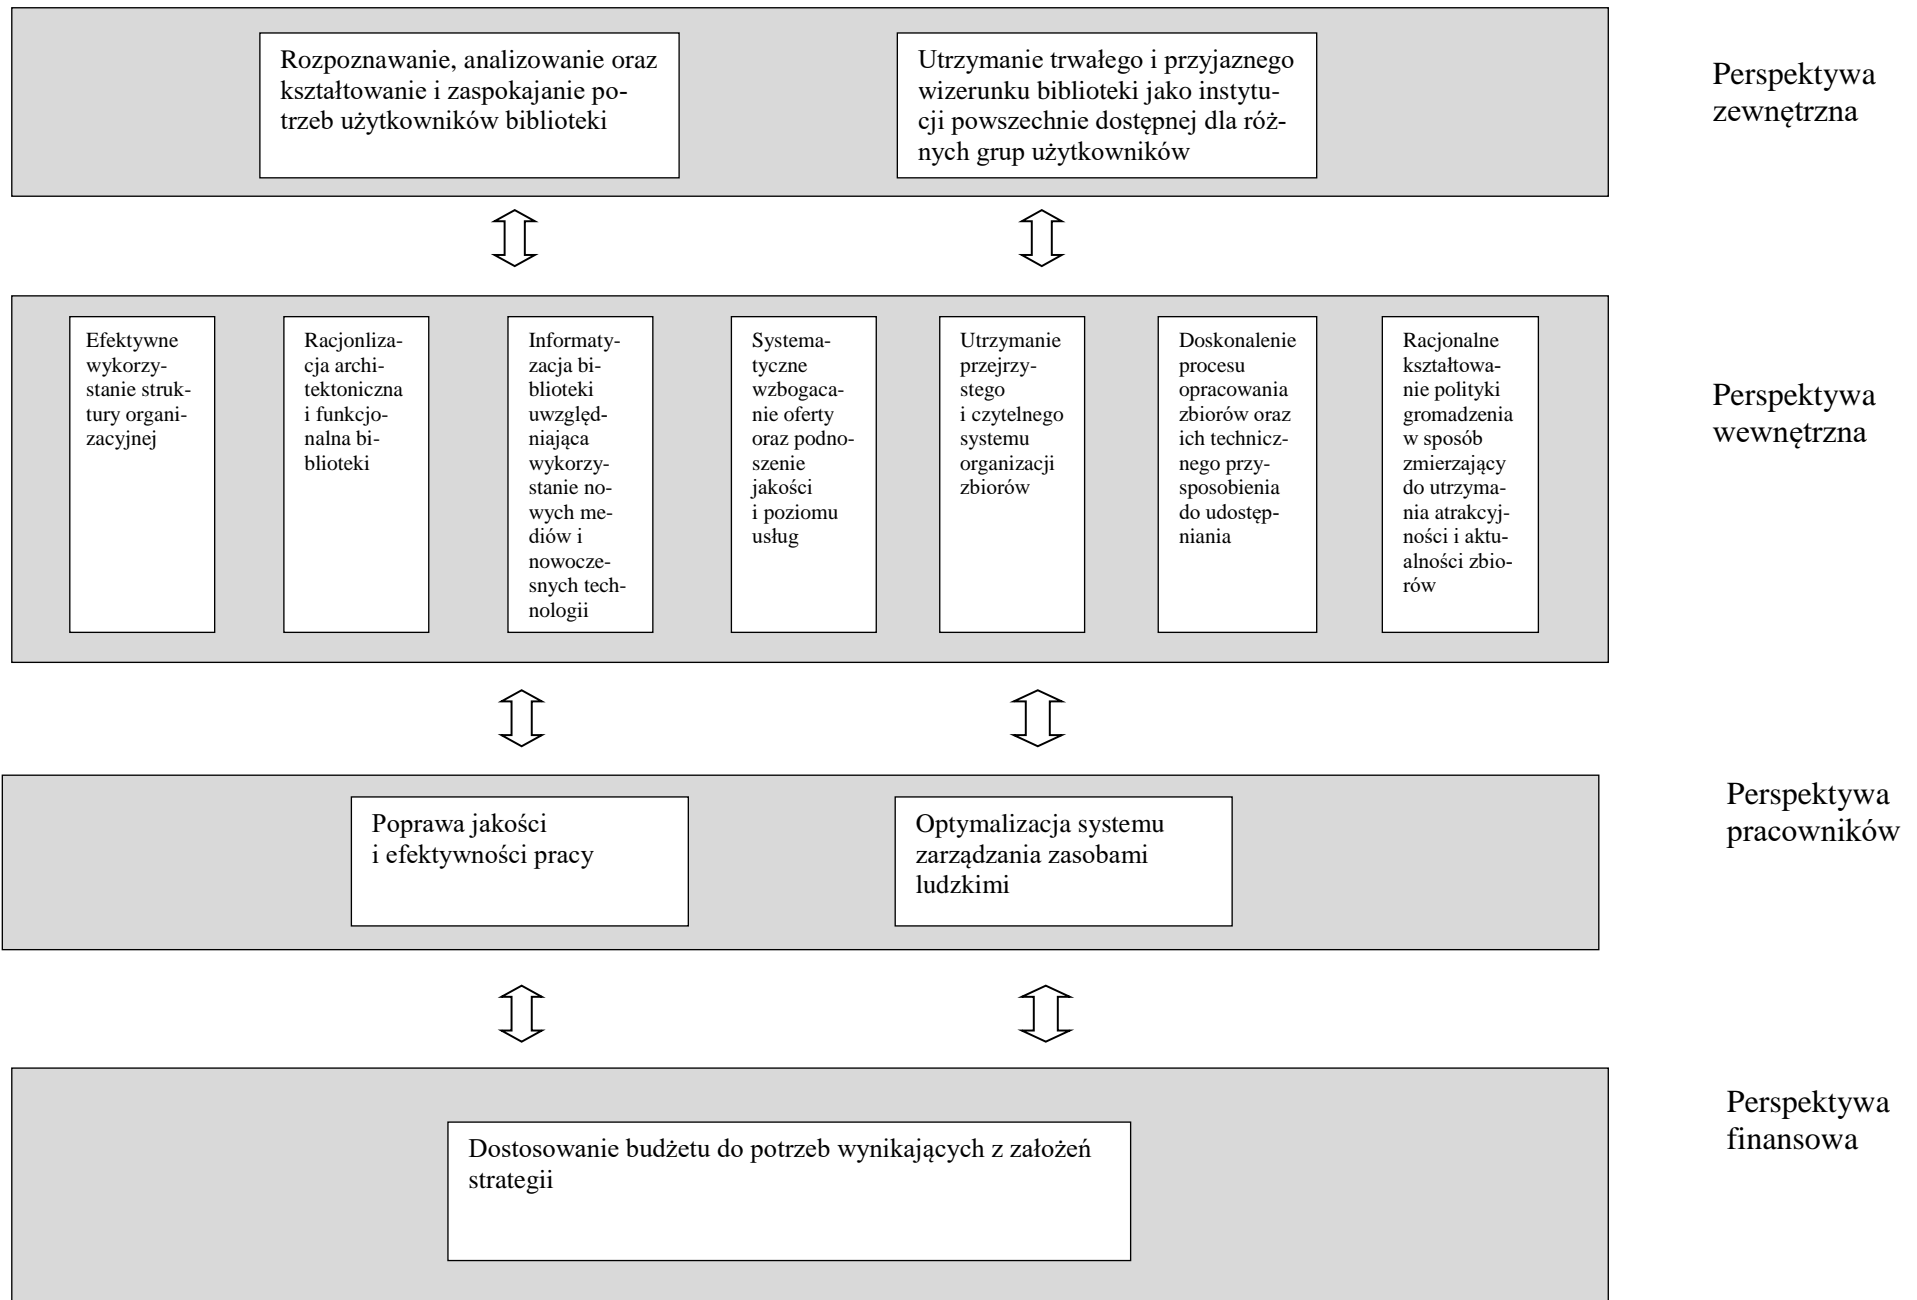 Rozpoznawanie, analizowanie oraz
kształtowanie i zaspokajanie po-
trzeb użytkowników biblioteki
Utrzymanie trwałego i przyjaznego
wizerunku biblioteki jako instytu-
cji powszechnie dostępnej dla róż-
nych grup użytkowników
Perspektywa
zewnętrzna
Efektywne
wykorzy-
stanie struk-
tury organi-
zacyjnej
Racjonliza-
cja archi-
tektoniczna
i funkcjo-
nalna bi-
blioteki
Informaty-
zacja bi-
blioteki
uwzględ-
niająca
wykorzy-
stanie no-
wych me-
diów i
nowocze-
snych tech-
nologii
Systema-
tyczne
wzbogaca-
nie oferty
oraz podno-
szenie
jakości
i poziomu
usług
Utrzymanie
przejrzy-
stego
i czytelnego
systemu
organizacji
zbiorów
Doskonalenie
procesu
opracowania
zbiorów oraz
ich technicz-
nego przy-
sposobienia
do udostęp-
niania
Racjonalne
kształtowa-
nie polityki
gromadzenia
w sposób
zmierzający
do utrzyma-
nia atrakcyj-
ności i aktu-
alności zbio-
rów
Perspektywa
wewnętrzna
Poprawa jakości
i efektywności pracy
Optymalizacja systemu
zarządzania zasobami
ludzkimi
Perspektywa
pracowników
Dostosowanie budżetu do potrzeb wynikających z założeń
strategii
Perspektywa
finansowa